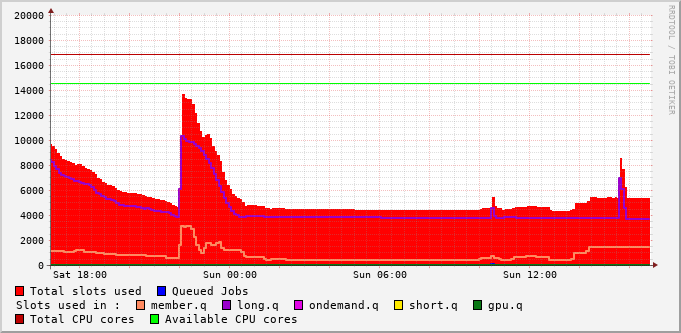 20000
18000
16000
14000
12000
10000
8000
6000
4000
2000
0
Sat 18:00 Sun 00:00 Sun 06:00 Sun 12:00
Total slots used Queued Jobs
Slots used in : member.q long.q ondemand.q short.q gpu.q
Total CPU cores Available CPU cores
RRDTOOL / TOBI OETIKER